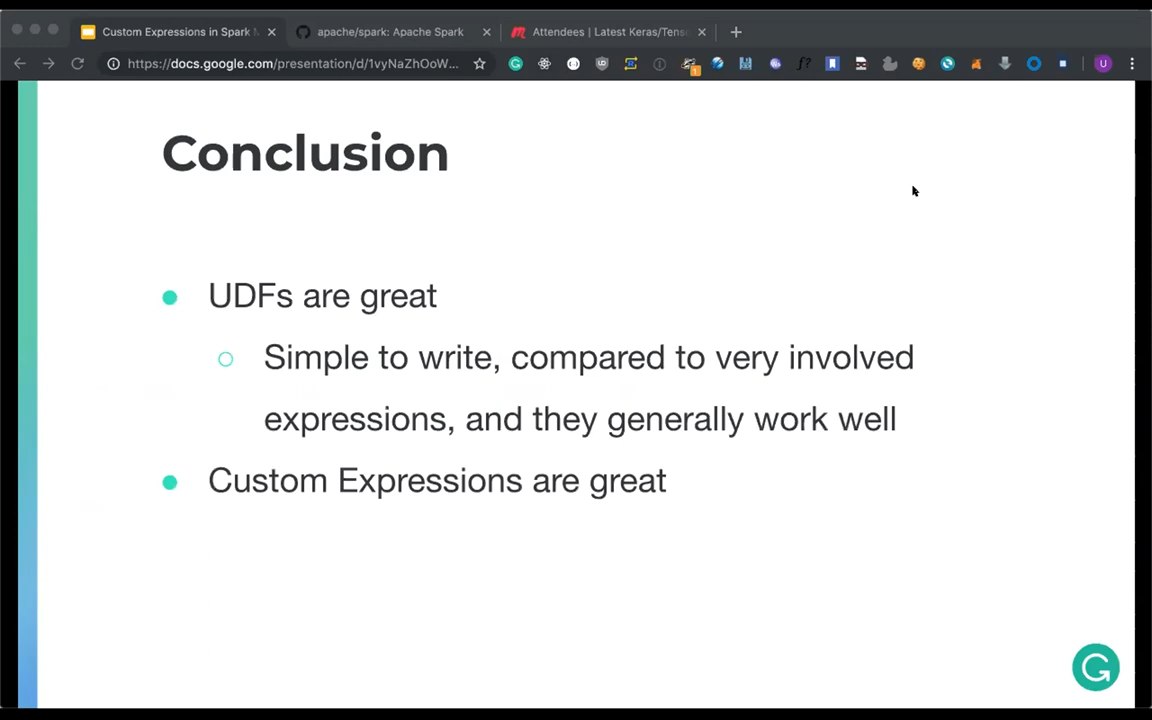 Custom Expressions in Spark
apache/spark: Apache Spark
Attendees | Latest Keras/Tens
https://docs.google.com/presentation/d/1vyNaZhOoW...
Conclusion
UDFs are great
Simple to write, compared to very involved
expressions, and they generally work well
Custom Expressions are great